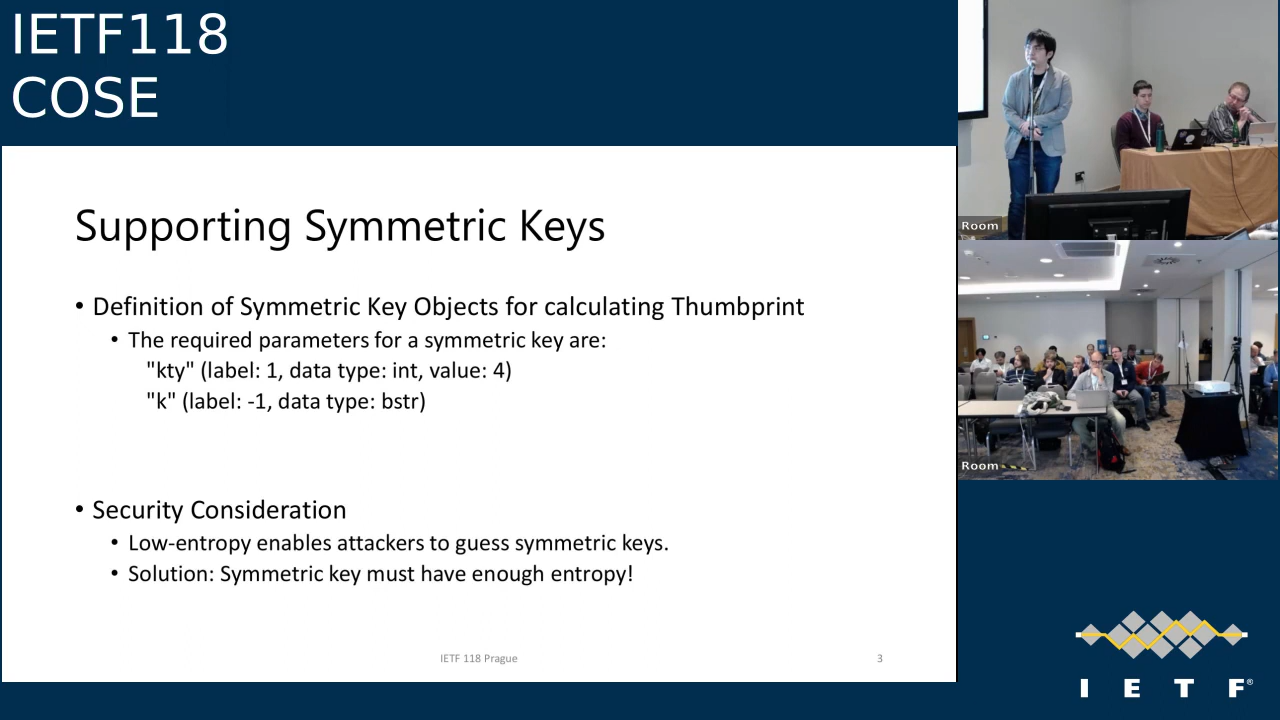 IETF118
COSE
Supporting Symmetric Keys
• Definition of Symmetric Key Objects for calculating Thumbprint
• The required parameters for a symmetric key are:
"kty" (label: 1, data type: int, value: 4)
"k" (label: -1, data type: bstr)
• Security Consideration
• Low-entropy enables attackers to guess symmetric keys.
• Solution: Symmetric key must have enough entropy!
IETF 118 Prague
3
Room
Room
I E T F®